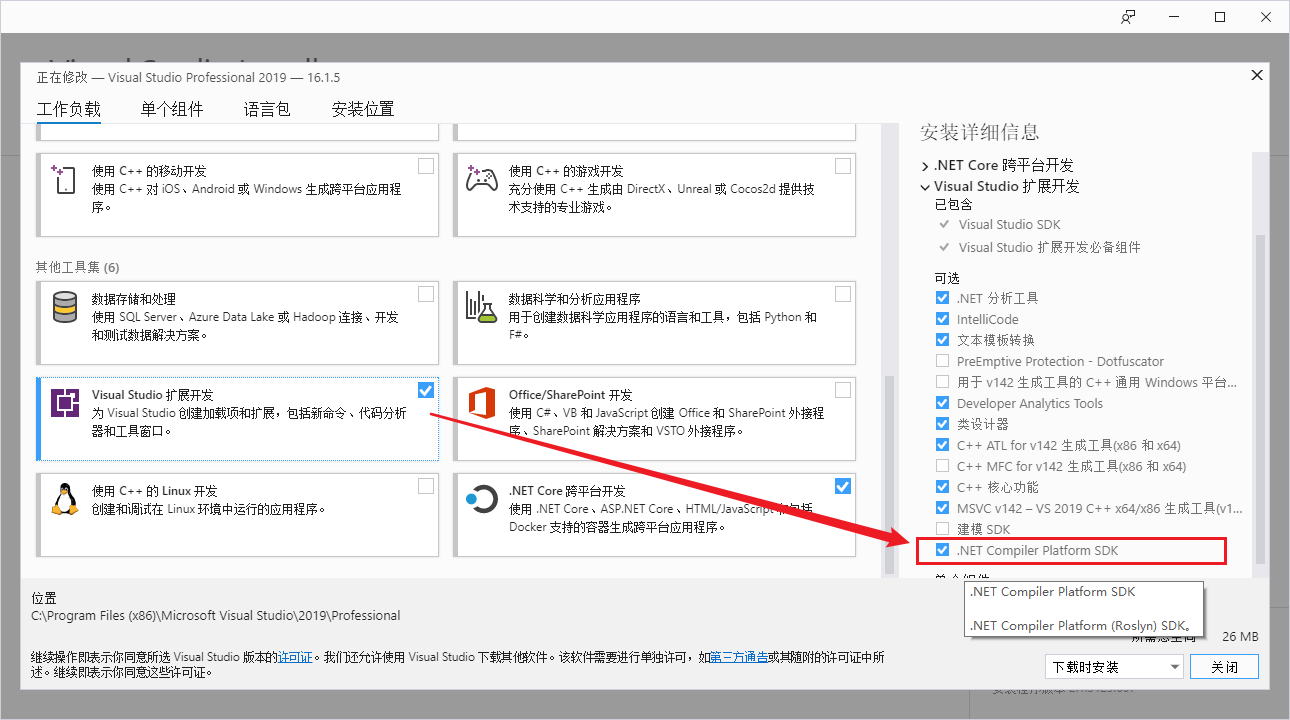 正在修改 — Visual Studio Professional 2019 — 16.1.5
工作负载
单个组件
语言包
安装位置
使用 C++ 的移动开发
使用 C++ 对 iOS、Android 或 Windows 生成跨平台应用程
序。
使用 C++ 的游戏开发
充分使用 C++ 生成由 DirectX、Unreal 或 Cocos2d 提供技
术支持的专业游戏。
其他工具集 (6)
数据存储和处理
使用 SQL Server、Azure Data Lake 或 Hadoop 连接、开发
和测试数据解决方案。
数据科学和分析应用程序
用于创建数据科学应用程序的语言和工具，包括 Python 和
F#。
Visual Studio 扩展开发
为 Visual Studio 创建加载项和扩展，包括新命令、代码分析
器和工具窗口。
Office/SharePoint 开发
使用 C#、VB 和 JavaScript 创建 Office 和 SharePoint 外接程
序、SharePoint 解决方案和 VSTO 外接程序。
使用 C++ 的 Linux 开发
创建和调试在 Linux 环境中运行的应用程序。
.NET Core 跨平台开发
使用 .NET Core、ASP.NET Core、HTML/JavaScript 和包括
Docker 支持的容器生成跨平台应用程序。
安装详细信息
.NET Core 跨平台开发
Visual Studio 扩展开发
已包含
Visual Studio SDK
Visual Studio 扩展开发必备组件
可选
.NET 分析工具
IntelliCode
文本模板转换
PreEmptive Protection - Dotfuscator
用于 v142 生成工具的 C++ 通用 Windows 平台...
Developer Analytics Tools
类设计器
C++ ATL for v142 生成工具(x86 和 x64)
C++ MFC for v142 生成工具(x86 和 x64)
C++ 核心功能
MSVC v142 – VS 2019 C++ x64/x86 生成工具(v1...
建模 SDK
.NET Compiler Platform SDK
.NET Compiler Platform SDK
.NET Compiler Platform (Roslyn) SDK。
位置
C:\Program Files (x86)\Microsoft Visual Studio\2019\Professional
继续操作即表示你同意所选 Visual Studio 版本的许可证。我们还允许使用 Visual Studio 下载其他软件。该软件需要进行单独许可，如第三方通告或其随附的许可证中所
述。继续即表示你同意这些许可证。
26 MB
下载时安装
关闭